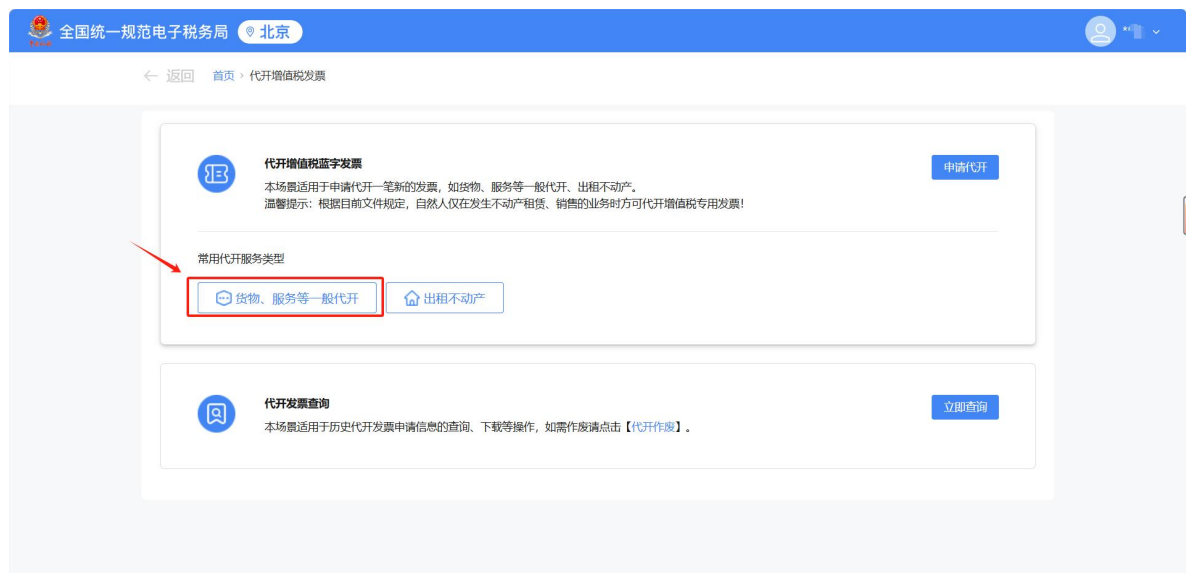 全国统一规范电子税务局 北京
返回 首页 › 代开增值税发票
代开增值税蓝字发票
申请代开
本场景适用于申请代开一笔新的发票，如货物、服务等一般代开、出租不动产。
温馨提示：根据目前文件规定，自然人仅在发生不动产租赁、销售的业务时方可代开增值税专用发票！
常用代开服务类型
货物、服务等一般代开 出租不动产
代开发票查询
立即查询
本场景适用于历史代开发票申请信息的查询、下载等操作，如需作废请点击【代开作废】。